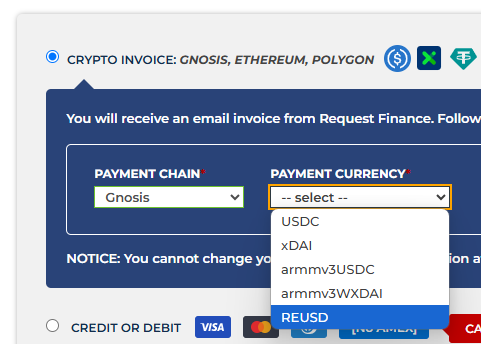 CRYPTO INVOICE: GNOSIS, ETHEREUM, POLYGON
You will receive an email invoice from Request Finance. Follow
PAYMENT CHAIN*
PAYMENT CURRENCY*
Gnosis
-- select --
USDC
xDAI
armmv3USDC
armmv3WXDAI
REUSD
NOTICE: You cannot change yo
on a
CREDIT OR DEBIT
VISA
[No AMEX]
CA